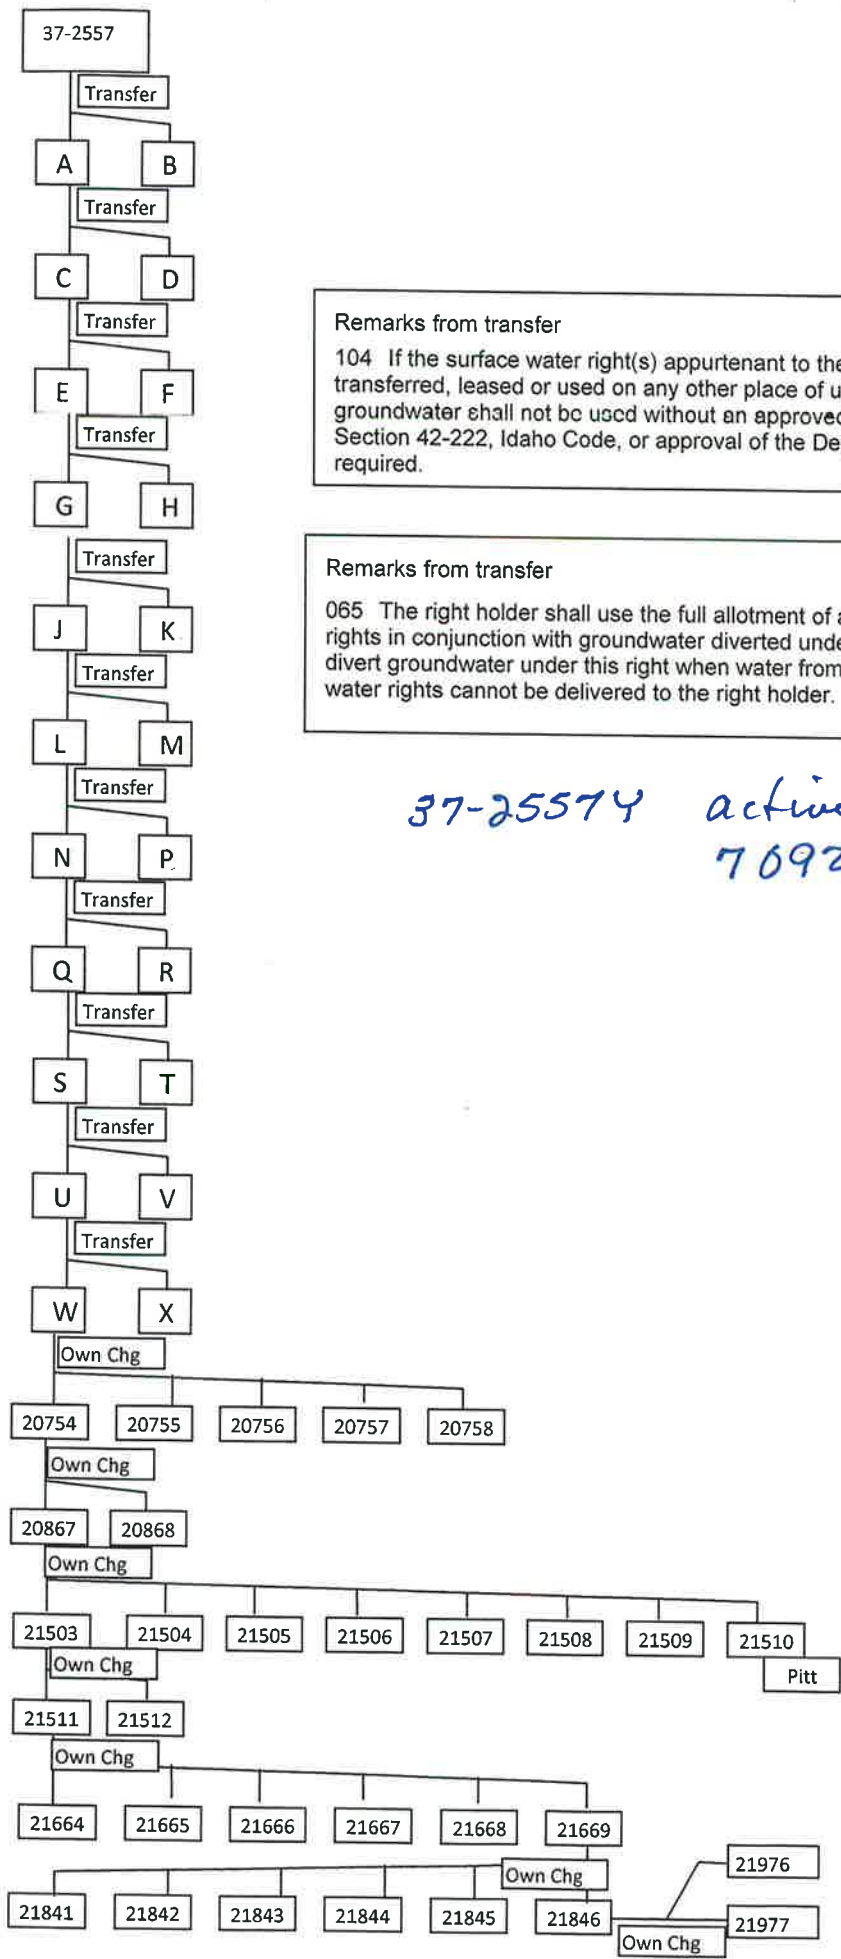 37-2557
Transfer
A B
Transfer
C D
Transfer
E F
Transfer
G H
Transfer
J K
Transfer
L M
Transfer
N P
Transfer
Q R
Transfer
S T
Transfer
U V
Transfer
W X
Own Chg
20754 20755 20756 20757 20758
Own Chg
20867 20868
Own Chg
21503 21504 21505 21506 21507 21508 21509 21510
Own Chg
Pitt
21511 21512
Own Chg
21664 21665 21666 21667 21668 21669
Own Chg
21976
21841 21842 21843 21844 21845 21846 21977
Own Chg
Remarks from transfer
104 If the surface water right(s) appurtenant to the
transferred, leased or used on any other place of u
groundwater shall not be used without an approved
Section 42-222, Idaho Code, or approval of the De
required.
Remarks from transfer
065 The right holder shall use the full allotment of a
rights in conjunction with groundwater diverted unde
divert groundwater under this right when water from
water rights cannot be delivered to the right holder.
37-2557Y active
7092